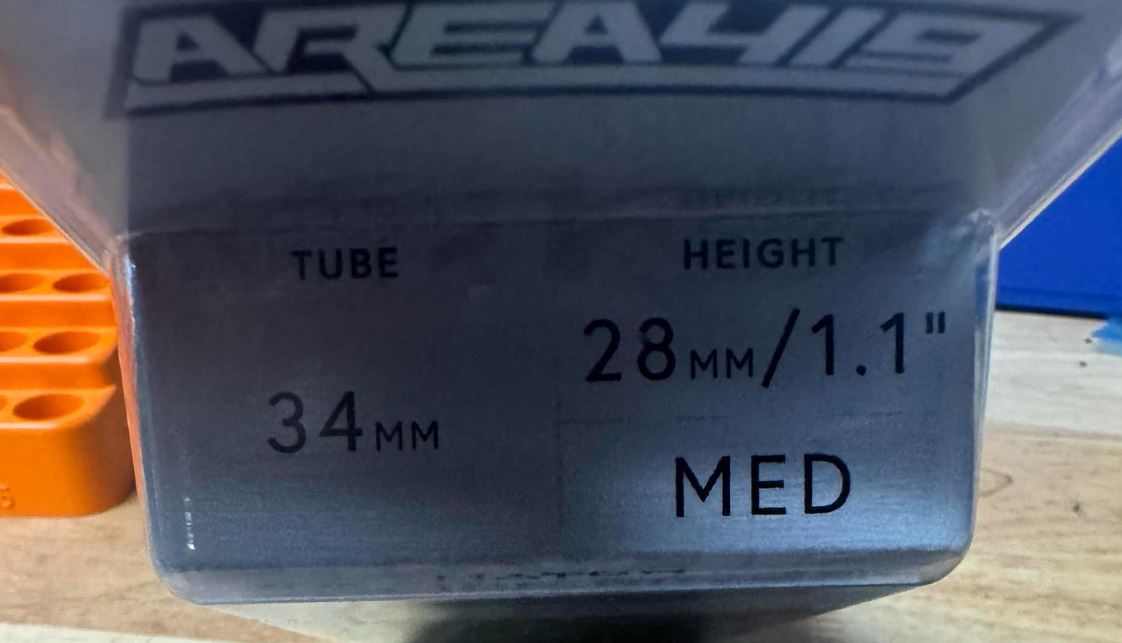 AREA419
TUBE
HEIGHT
34MM
28MM/1.1"
MED